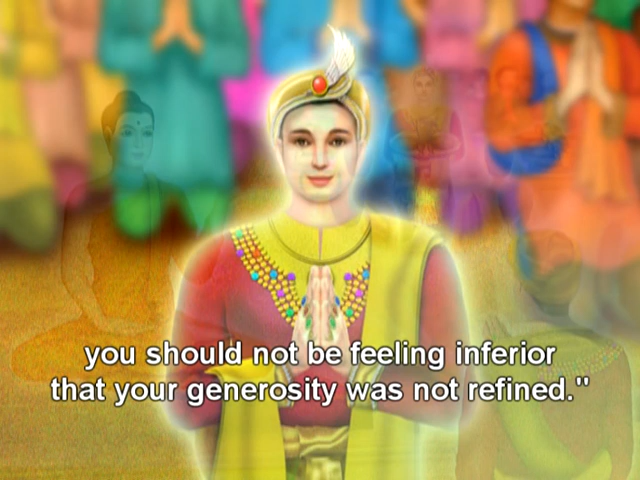 you should not be feeling inferior
that your generosity was not refined."